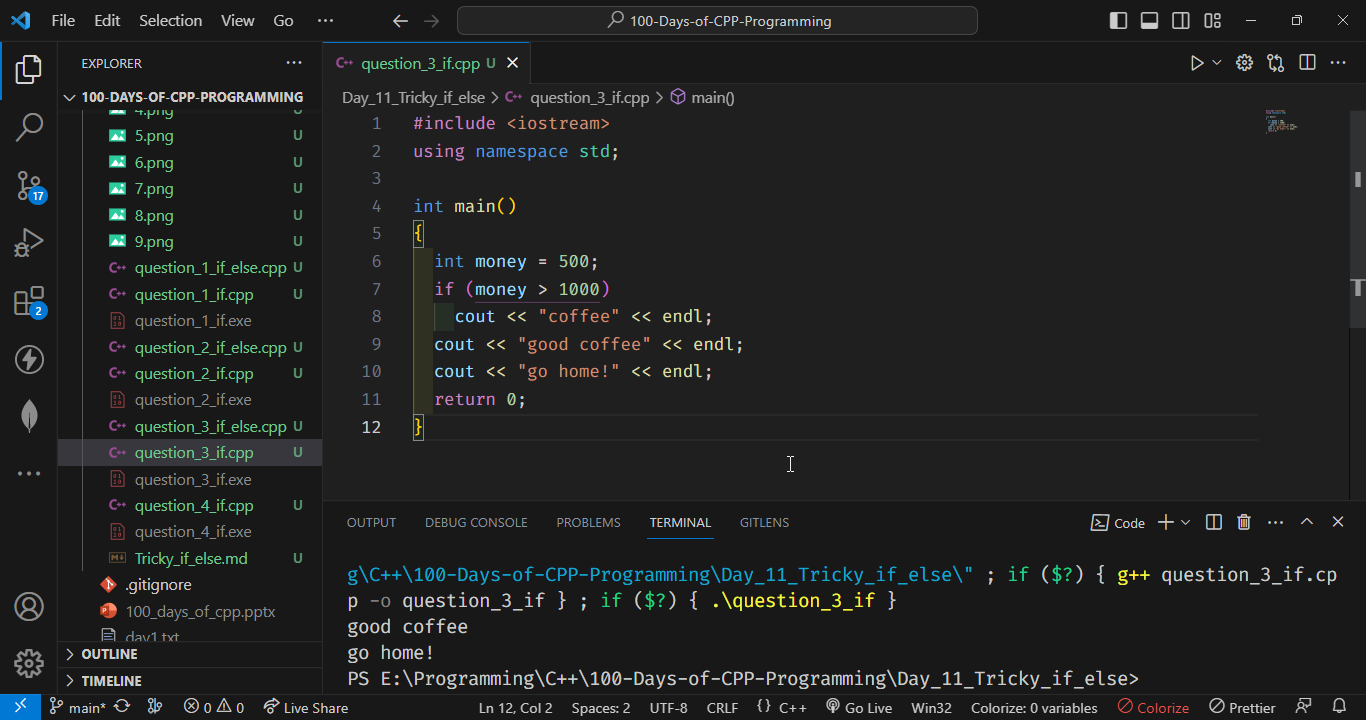 File Edit Selection View Go ··· 100-Days-of-CPP-Programming
EXPLORER ···
100-DAYS-OF-CPP-PROGRAMMING
4.png U
5.png U
6.png U
7.png U
8.png U
9.png U
question_1_if_else.cpp U
question_1_if.cpp U
question_1_if.exe
question_2_if_else.cpp U
question_2_if.cpp U
question_2_if.exe
question_3_if_else.cpp U
question_3_if.cpp U
question_3_if.exe
question_4_if.cpp U
question_4_if.exe
Tricky_if_else.md U
.gitignore
100_days_of_cpp.pptx
day1.txt
OUTLINE
TIMELINE
17
2
question_3_if.cpp U
Day_11_Tricky_if_else > question_3_if.cpp > main()
1 #include <iostream>
2 using namespace std;
3
4 int main()
5 {
6 int money = 500;
7 if (money > 1000)
8 cout << "coffee" << endl;
9 cout << "good coffee" << endl;
10 cout << "go home!" << endl;
11 return 0;
12 }
OUTPUT DEBUG CONSOLE PROBLEMS TERMINAL GITLENS Code
g\C++\100-Days-of-CPP-Programming\Day_11_Tricky_if_else\" ; if ($?) { g++ question_3_if.cp
p -o question_3_if } ; if ($?) { .\question_3_if }
good coffee
go home!
PS E:\Programming\C++\100-Days-of-CPP-Programming\Day_11_Tricky_if_else>
main* 0 0 Live Share Ln 12, Col 2 Spaces: 2 UTF-8 CRLF {} C++ Go Live Win32 Colorize: 0 variables Colorize Prettier